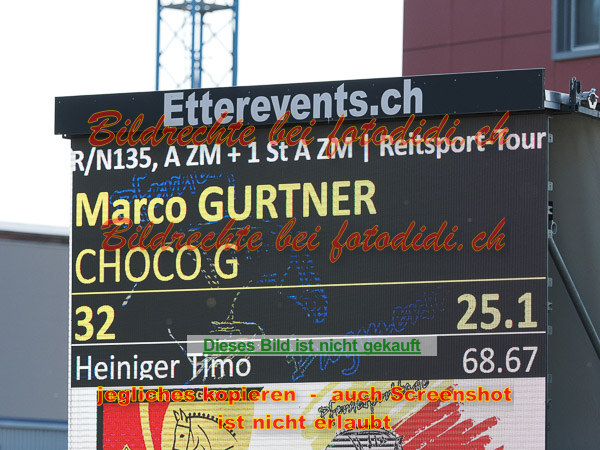 Etterevents.ch
Bildrechte bei fotodidi.ch
R/N135, A ZM + 1 St A ZM | Reitsport-Tour
Marco GURTNER
Bildrechte bei fotodidi.ch
CHOCO G
32 25.1
Dieses Bild ist nicht gekauft
Heiniger Timo 68.67
jegliches kopieren - auch Screenshot
ist nicht erlaubt